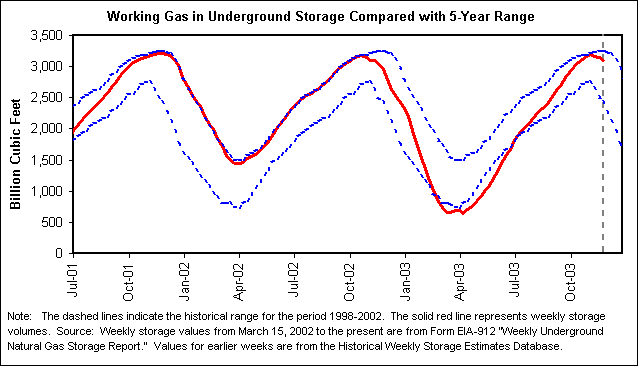 Working Gas in Underground Storage Compared with 5-Year Range
Billion Cubic Feet
3,500
3,000
2,500
2,000
1,500
1,000
500
0
Jul-01
Oct-01
Jan-02
Apr-02
Jul-02
Oct-02
Jan-03
Apr-03
Jul-03
Oct-03
Note: The dashed lines indicate the historical range for the period 1998-2002. The solid red line represents weekly storage
volumes. Source: Weekly storage values from March 15, 2002 to the present are from Form EIA-912 "Weekly Underground
Natural Gas Storage Report." Values for earlier weeks are from the Historical Weekly Storage Estimates Database.